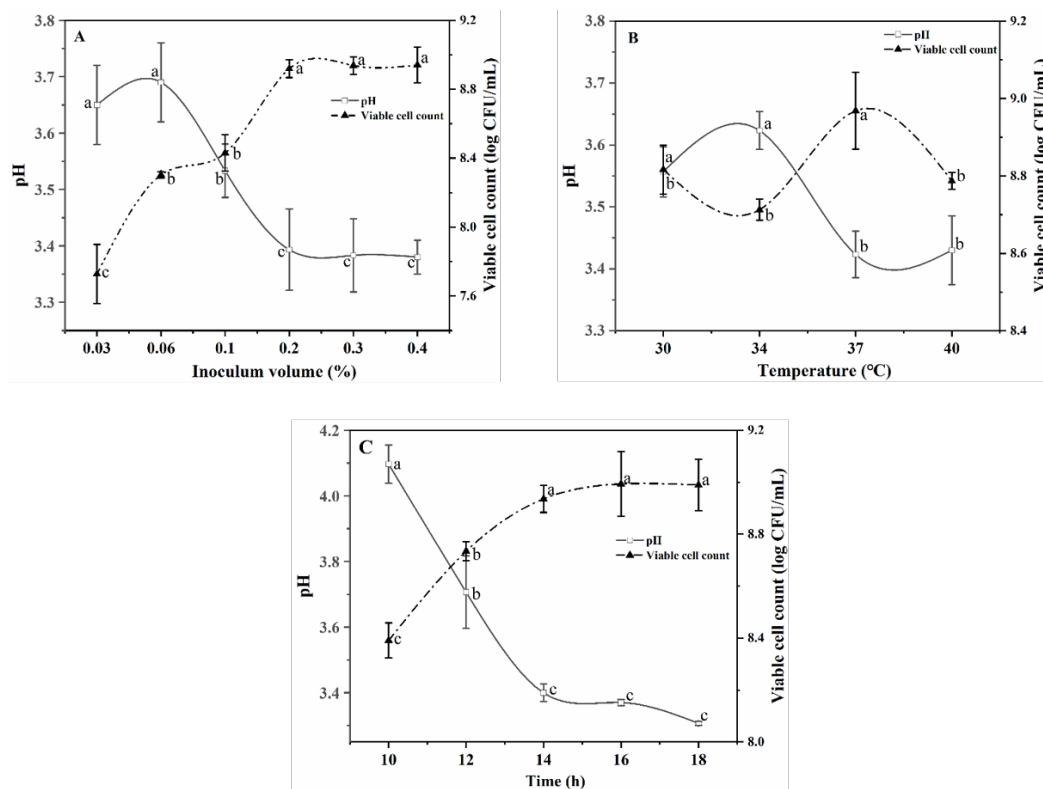 A
3.8
3.7
3.6
3.5
3.4
3.3
pH
9.2
8.8
8.4
8.0
7.6
Viable cell count (log CFU/mL)
pH
Viable cell count
a
a
b
c
c
c
c
b
b
a
a
a
0.03
0.06
0.1
0.2
0.3
0.4
Inoculum volume (%)
B
3.8
3.7
3.6
3.5
3.4
3.3
pH
9.2
9.0
8.8
8.6
8.4
Viable cell count (log CFU/mL)
pH
Viable cell count
a
a
b
b
b
b
a
b
30
34
37
40
Temperature (°C)
C
4.2
4.0
3.8
3.6
3.4
pH
9.2
8.8
8.4
8.0
Viable cell count (log CFU/mL)
pH
Viable cell count
a
b
c
c
c
c
b
a
a
a
10
12
14
16
18
Time (h)